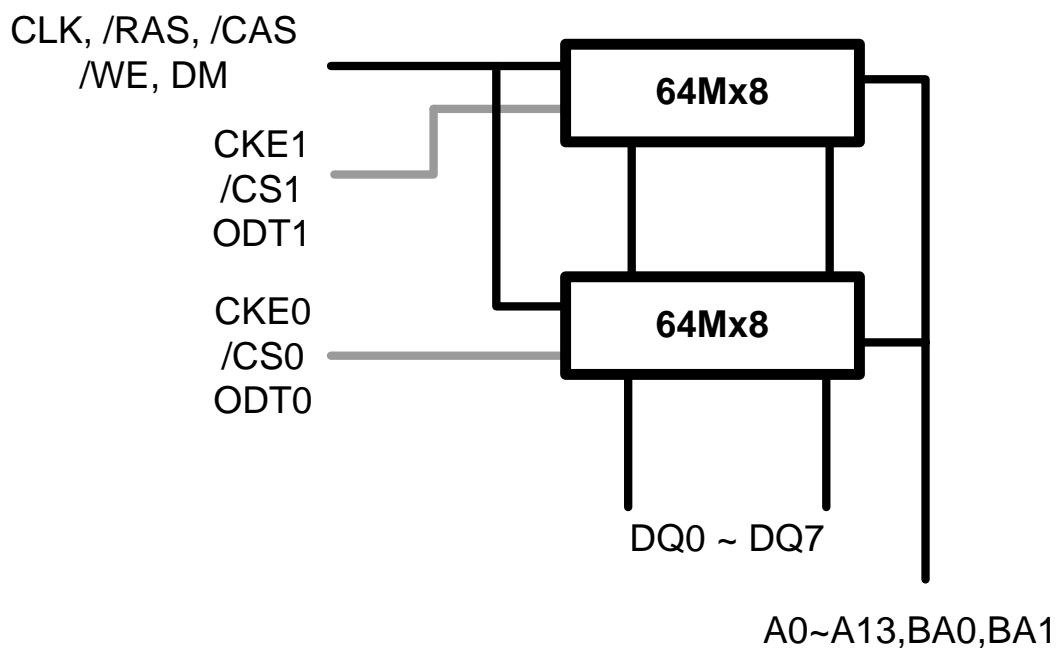 CLK, /RAS, /CAS
/WE, DM
64Mx8
CKE1
/CS1
ODT1
CKE0
/CS0
ODT0
64Mx8
DQ0 ~ DQ7
A0~A13,BA0,BA1